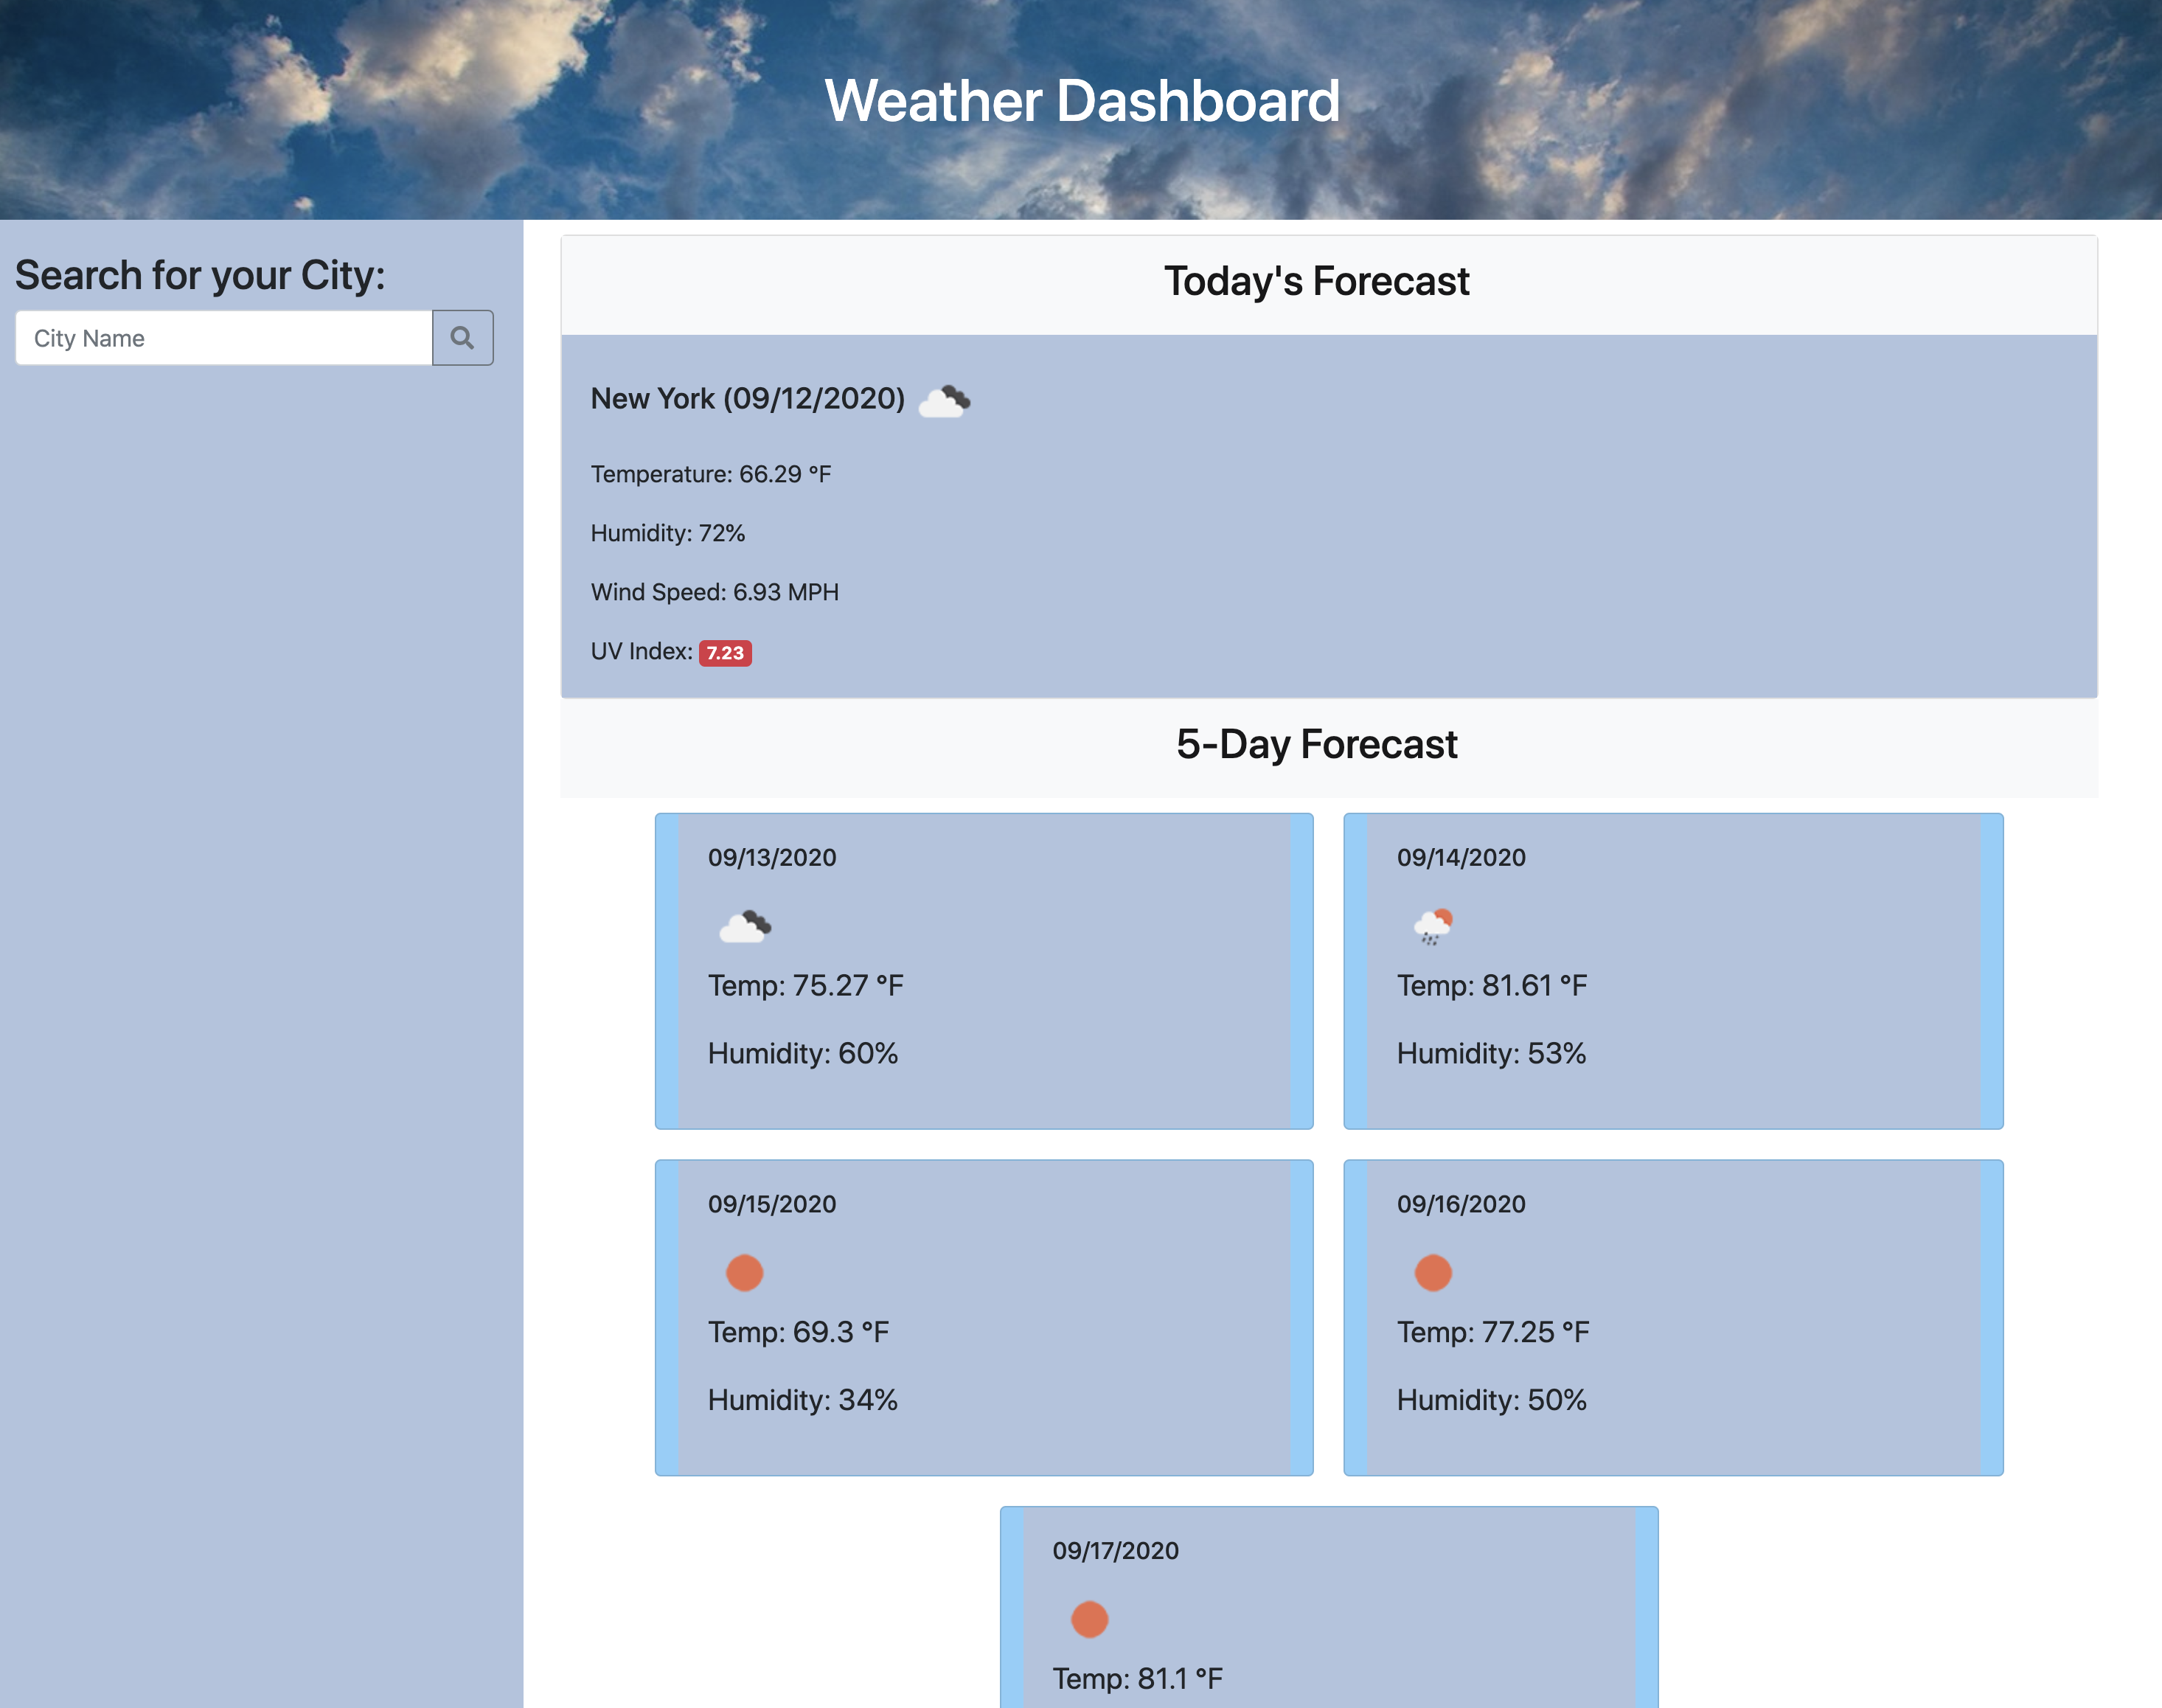 Weather Dashboard
Search for your City:
City Name
Today's Forecast
New York (09/12/2020)
Temperature: 66.29 °F
Humidity: 72%
Wind Speed: 6.93 MPH
UV Index: 7.23
5-Day Forecast
09/13/2020
Temp: 75.27 °F
Humidity: 60%
09/14/2020
Temp: 81.61 °F
Humidity: 53%
09/15/2020
Temp: 69.3 °F
Humidity: 34%
09/16/2020
Temp: 77.25 °F
Humidity: 50%
09/17/2020
Temp: 81.1 °F